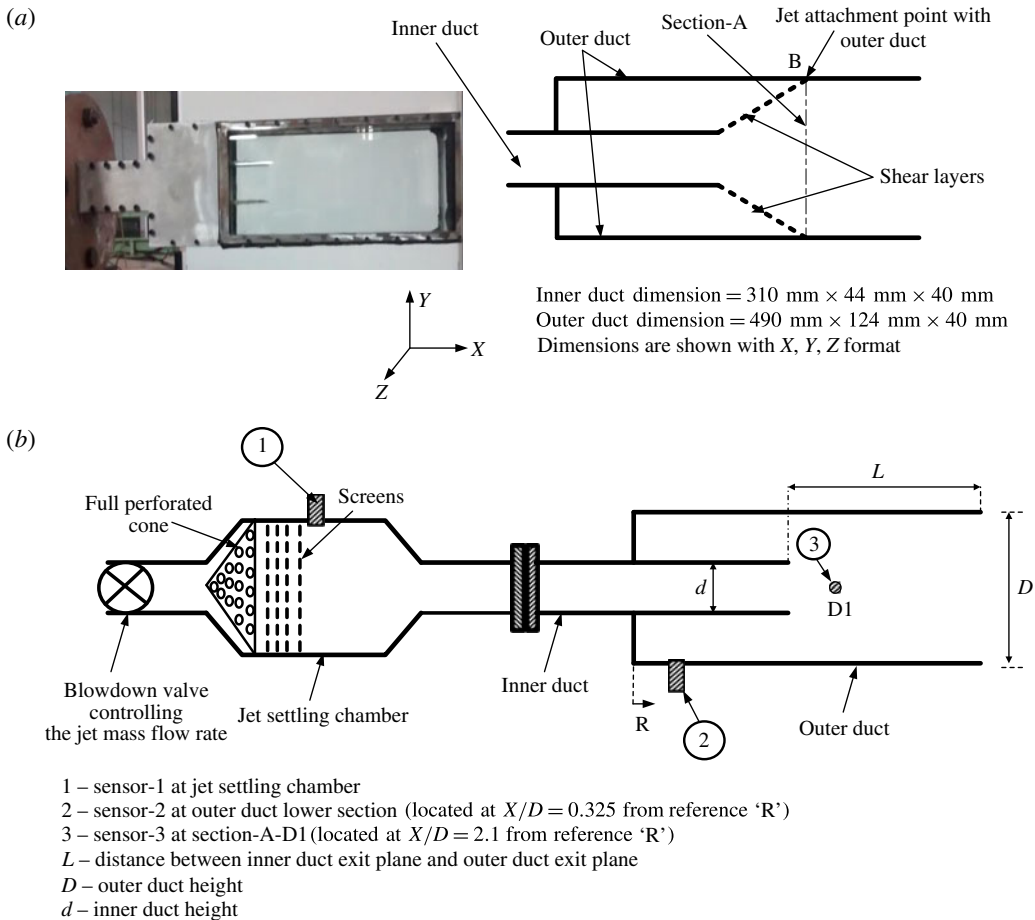 (a)
Inner duct
Outer duct
Section-A
Jet attachment point with
outer duct
B
Shear layers
Y
X
Z
Inner duct dimension = 310 mm × 44 mm × 40 mm
Outer duct dimension = 490 mm × 124 mm × 40 mm
Dimensions are shown with X, Y, Z format
(b)
1
Full perforated
cone
Screens
L
3
d
D1
D
Blowdown valve
controlling
the jet mass flow rate
Jet settling chamber
Inner duct
R
2
Outer duct
1 – sensor-1 at jet settling chamber
2 – sensor-2 at outer duct lower section (located at X/D = 0.325 from reference ‘R’)
3 – sensor-3 at section-A-D1(located at X/D = 2.1 from reference ‘R’)
L – distance between inner duct exit plane and outer duct exit plane
D – outer duct height
d – inner duct height